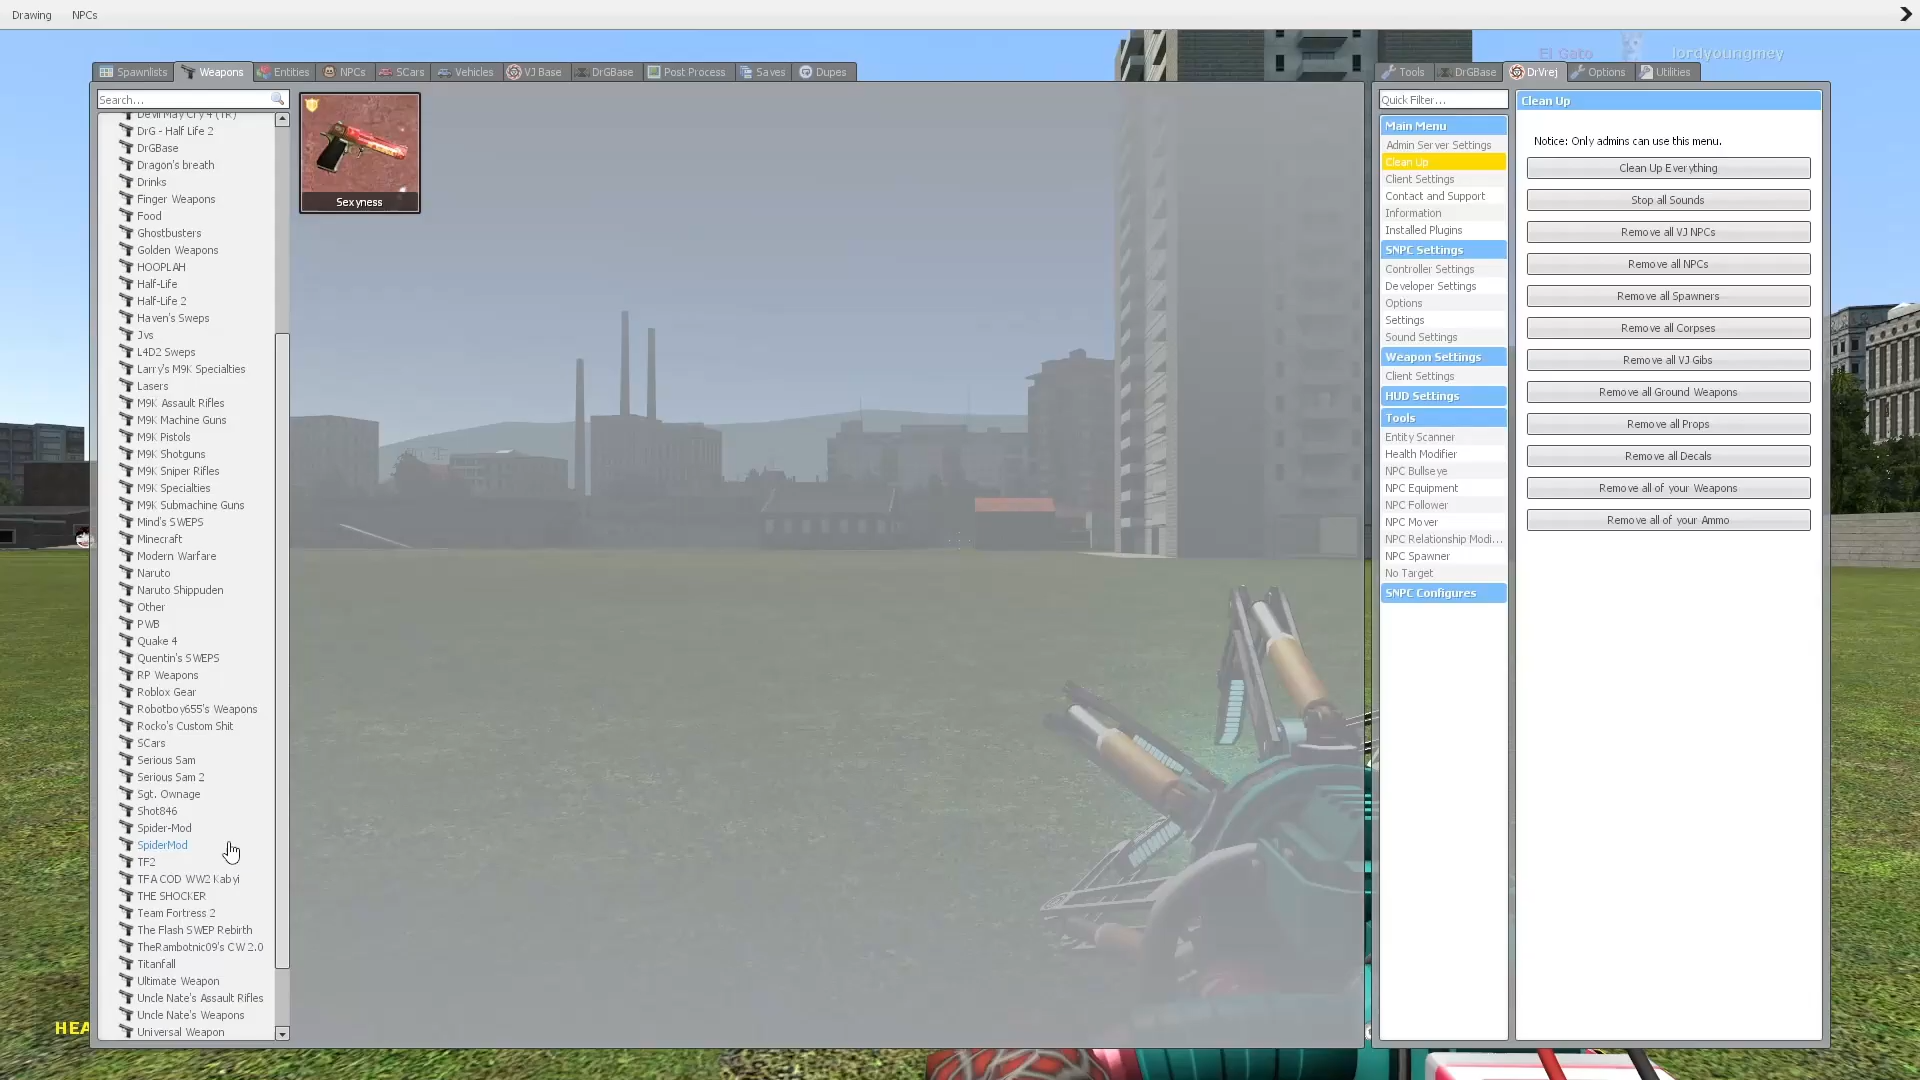 Drawing NPCs
El Gato lordyoungmey
Spawnlists Weapons Entities NPCs SCars Vehicles VJ Base DrGBase Post Process Saves Dupes
Tools DrGBase DrVrej Options Utilities
Search...
Devil May Cry 4 (TR)
DrG - Half Life 2
DrGBase
Dragon's breath
Drinks
Finger Weapons
Food
Ghostbusters
Golden Weapons
HOOPLAH
Half-Life
Half-Life 2
Haven's Sweps
Jvs
L4D2 Sweps
Larry's M9K Specialties
Lasers
M9K Assault Rifles
M9K Machine Guns
M9K Pistols
M9K Shotguns
M9K Sniper Rifles
M9K Specialties
M9K Submachine Guns
Mind's SWEPS
Minecraft
Modern Warfare
Naruto
Naruto Shippuden
Other
PWB
Quake 4
Quentin's SWEPS
RP Weapons
Roblox Gear
Robotboy655's Weapons
Rocko's Custom Shit
SCars
Serious Sam
Serious Sam 2
Sgt. Ownage
Shot846
Spider-Mod
SpiderMod
TF2
TFA COD WW2 Kabyi
THE SHOCKER
Team Fortress 2
The Flash SWEP Rebirth
TheRambotnic09's CW 2.0
Titanfall
Ultimate Weapon
Uncle Nate's Assault Rifles
Uncle Nate's Weapons
Universal Weapon
Sexyness
HEA
Quick Filter...
Main Menu
Admin Server Settings
Clean Up
Client Settings
Contact and Support
Information
Installed Plugins
SNPC Settings
Controller Settings
Developer Settings
Options
Settings
Sound Settings
Weapon Settings
Client Settings
HUD Settings
Tools
Entity Scanner
Health Modifier
NPC Bullseye
NPC Equipment
NPC Follower
NPC Mover
NPC Relationship Modi...
NPC Spawner
No Target
SNPC Configures
Clean Up
Notice: Only admins can use this menu.
Clean Up Everything
Stop all Sounds
Remove all VJ NPCs
Remove all NPCs
Remove all Spawners
Remove all Corpses
Remove all VJ Gibs
Remove all Ground Weapons
Remove all Props
Remove all Decals
Remove all of your Weapons
Remove all of your Ammo